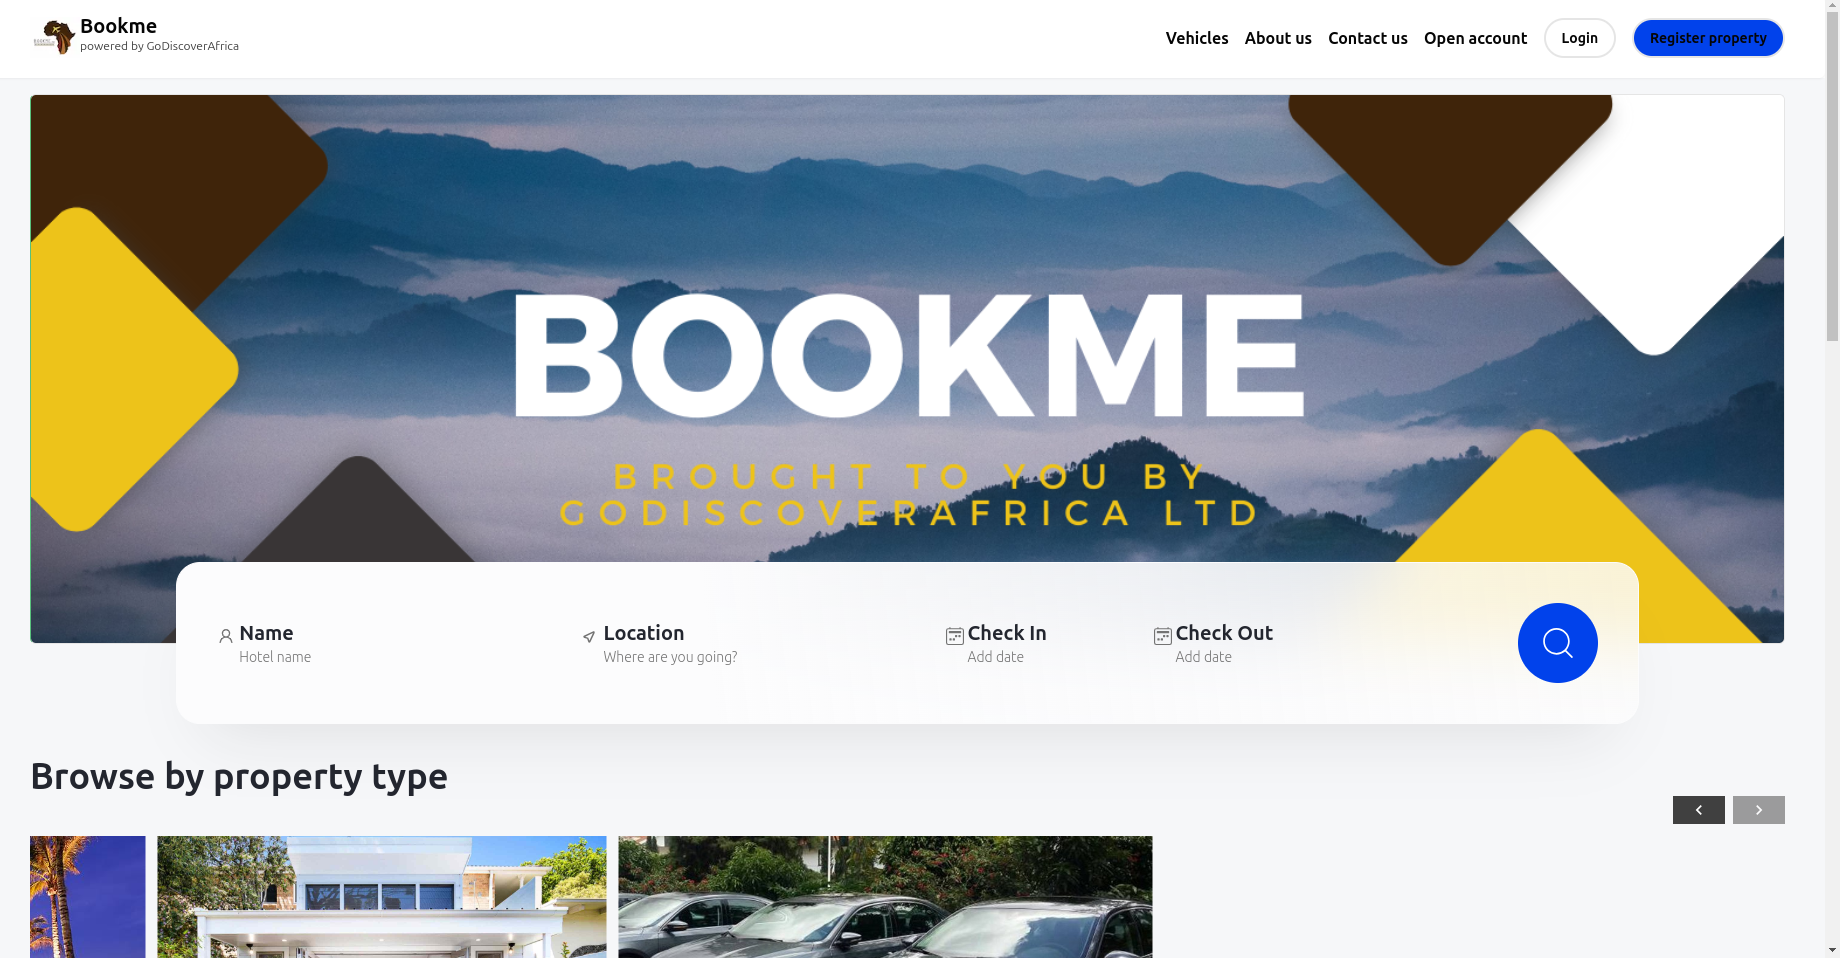 Bookme
powered by GoDiscoverAfrica
Vehicles
About us
Contact us
Open account
Login
Register property
BOOKME
BROUGHT TO YOU BY
GODISCOVERAFRICA LTD
Name
Hotel name
Location
Where are you going?
Check In
Add date
Check Out
Add date
Browse by property type